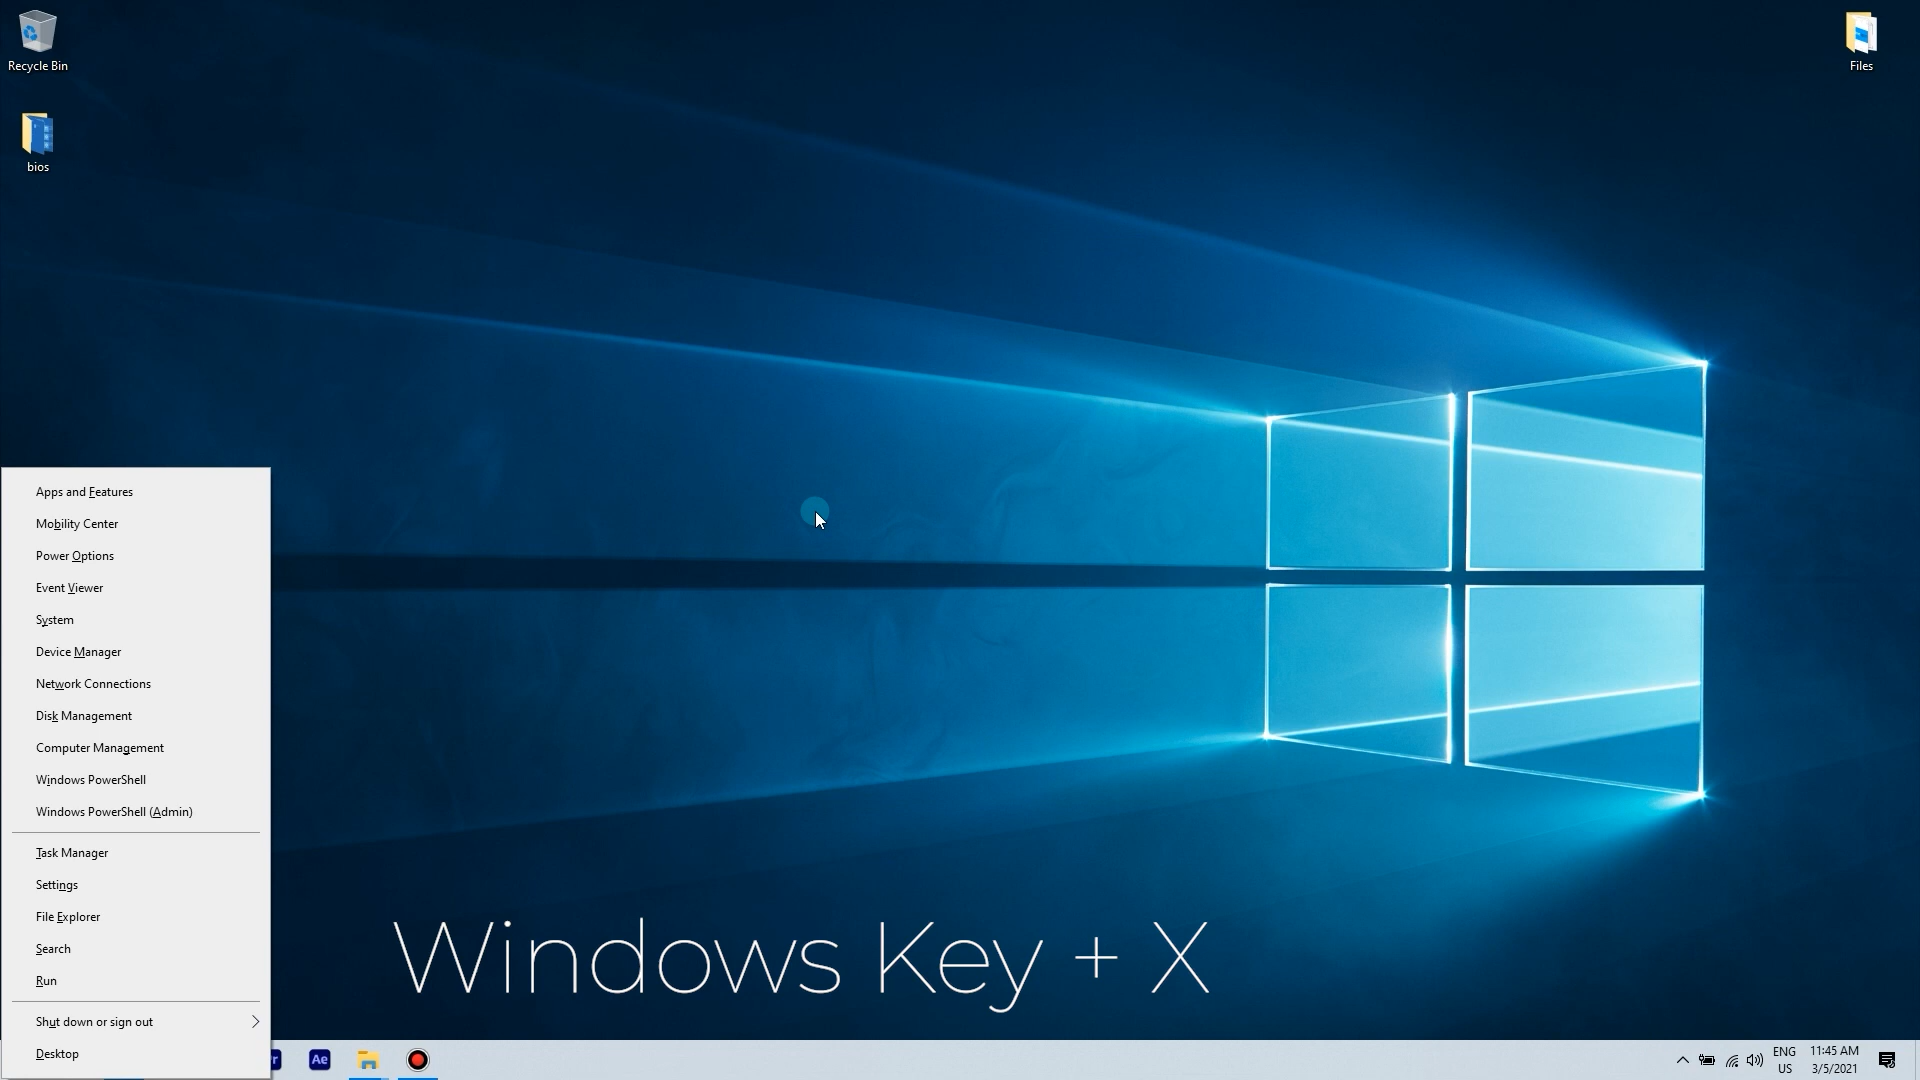 Recycle Bin
bios
Files
Apps and Features
Mobility Center
Power Options
Event Viewer
System
Device Manager
Network Connections
Disk Management
Computer Management
Windows PowerShell
Windows PowerShell (Admin)
Task Manager
Settings
File Explorer
Search
Run
Shut down or sign out
Desktop
Windows Key + X
Ae
ENG
US
11:45 AM
3/5/2021